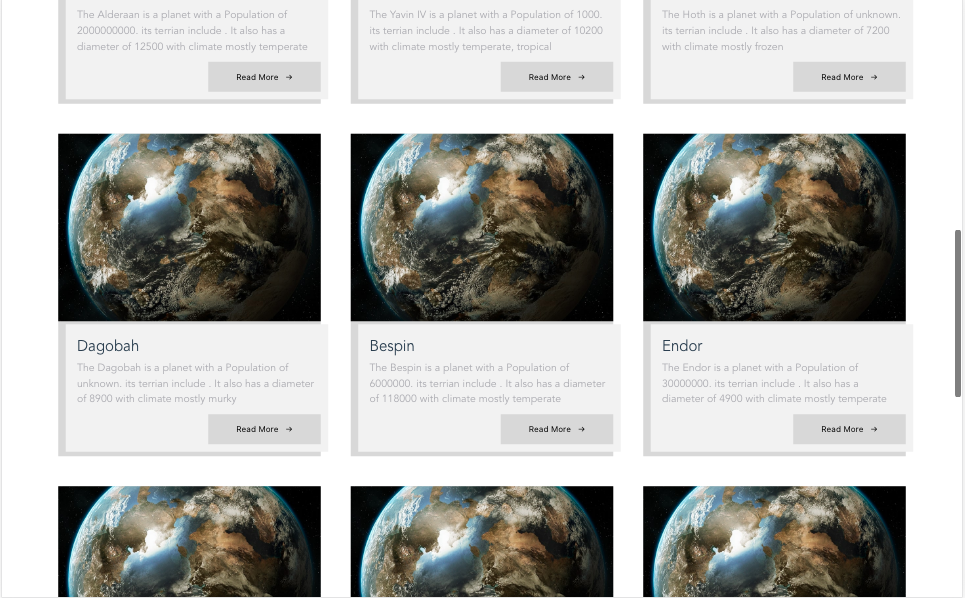 The Alderaan is a planet with a Population of
2000000000. its terrian include . It also has a
diameter of 12500 with climate mostly temperate
Read More →
The Yavin IV is a planet with a Population of 1000.
its terrian include . It also has a diameter of 10200
with climate mostly temperate, tropical
Read More →
The Hoth is a planet with a Population of unknown.
its terrian include . It also has a diameter of 7200
with climate mostly frozen
Read More →
Dagobah
The Dagobah is a planet with a Population of
unknown. its terrian include . It also has a diameter
of 8900 with climate mostly murky
Read More →
Bespin
The Bespin is a planet with a Population of
6000000. its terrian include . It also has a diameter
of 118000 with climate mostly temperate
Read More →
Endor
The Endor is a planet with a Population of
30000000. its terrian include . It also has a
diameter of 4900 with climate mostly temperate
Read More →